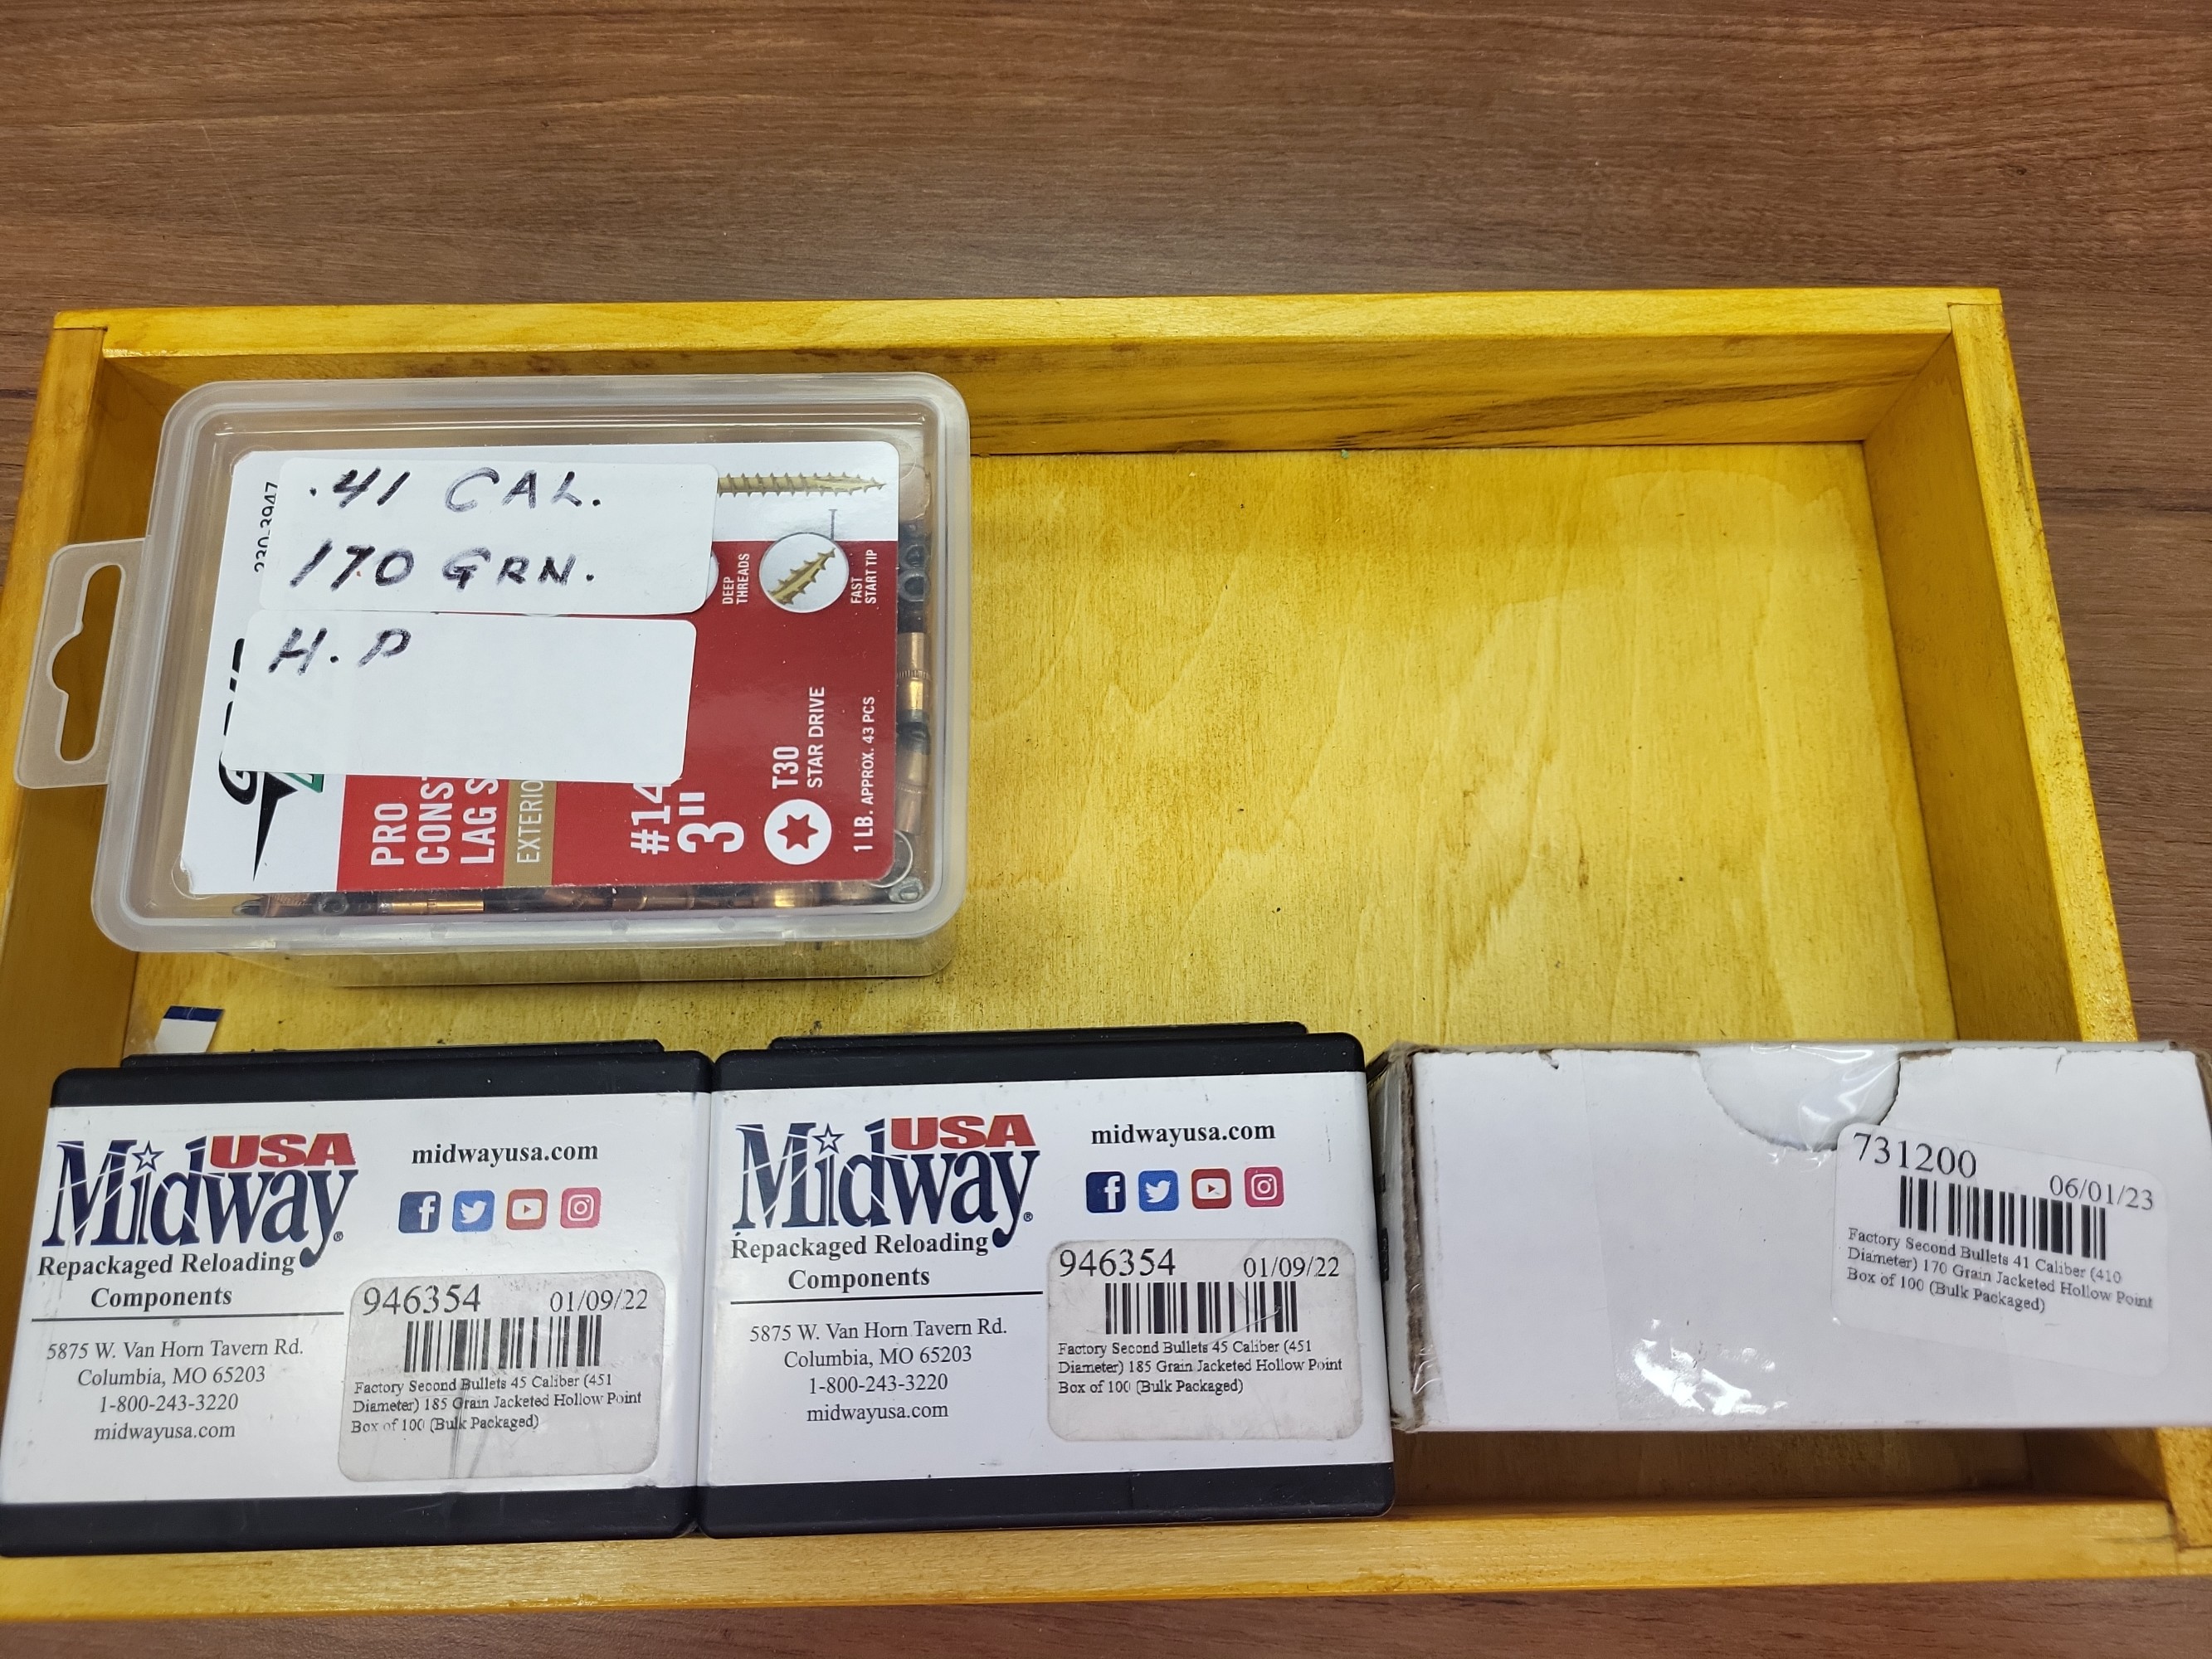 .41 CAL.
170 GRN.
H.P
DEEP
THREADS
FAST
START TIP
PRO
CONS
LAG S
EXTERIO
#14
3"
T30
STAR DRIVE
1 LB. APPROX. 43 PCS
MidwayUSA®
Repackaged Reloading
Components
5875 W. Van Horn Tavern Rd.
Columbia, MO 65203
1-800-243-3220
midwayusa.com
midwayusa.com
946354 01/09/22
Factory Second Bullets 45 Caliber (451
Diameter) 185 Grain Jacketed Hollow Point
Box of 100 (Bulk Packaged)
MidwayUSA®
Repackaged Reloading
Components
5875 W. Van Horn Tavern Rd.
Columbia, MO 65203
1-800-243-3220
midwayusa.com
midwayusa.com
946354 01/09/22
Factory Second Bullets 45 Caliber (451
Diameter) 185 Grain Jacketed Hollow Point
Box of 100 (Bulk Packaged)
731200 06/01/23
Factory Second Bullets 41 Caliber (410
Diameter) 170 Grain Jacketed Hollow Point
Box of 100 (Bulk Packaged)